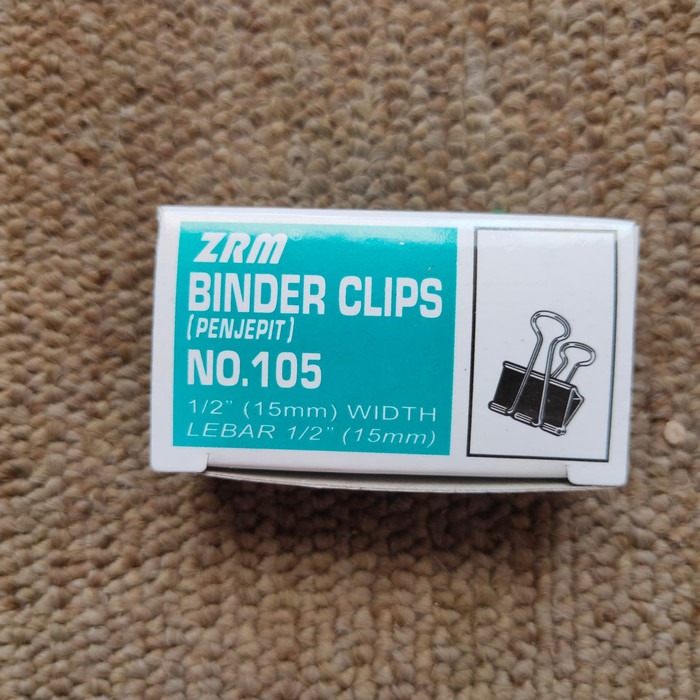 ZRM®
BINDER CLIPS
(PENJEPIT)
NO.105
1/2" (15mm) WIDTH
LEBAR 1/2" (15mm)